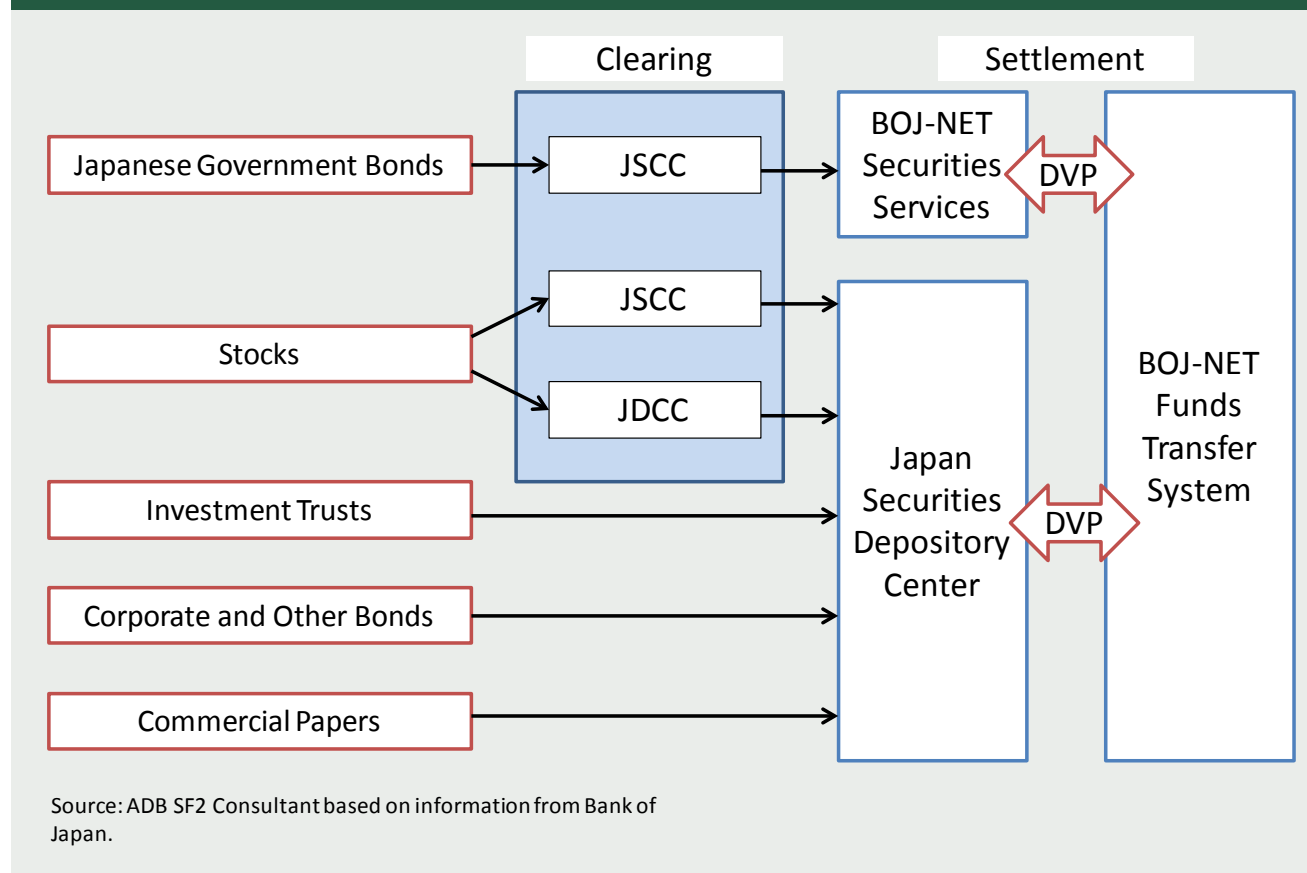 Clearing
Settlement
Japanese Government Bonds
JSCC
BOJ-NET
Securities
Services
DVP
Stocks
JSCC
JDCC
Investment Trusts
Corporate and Other Bonds
Commercial Papers
Japan
Securities
Depository
Center
DVP
BOJ-NET
Funds
Transfer
System
Source: ADB SF2 Consultant based on information from Bank of
Japan.